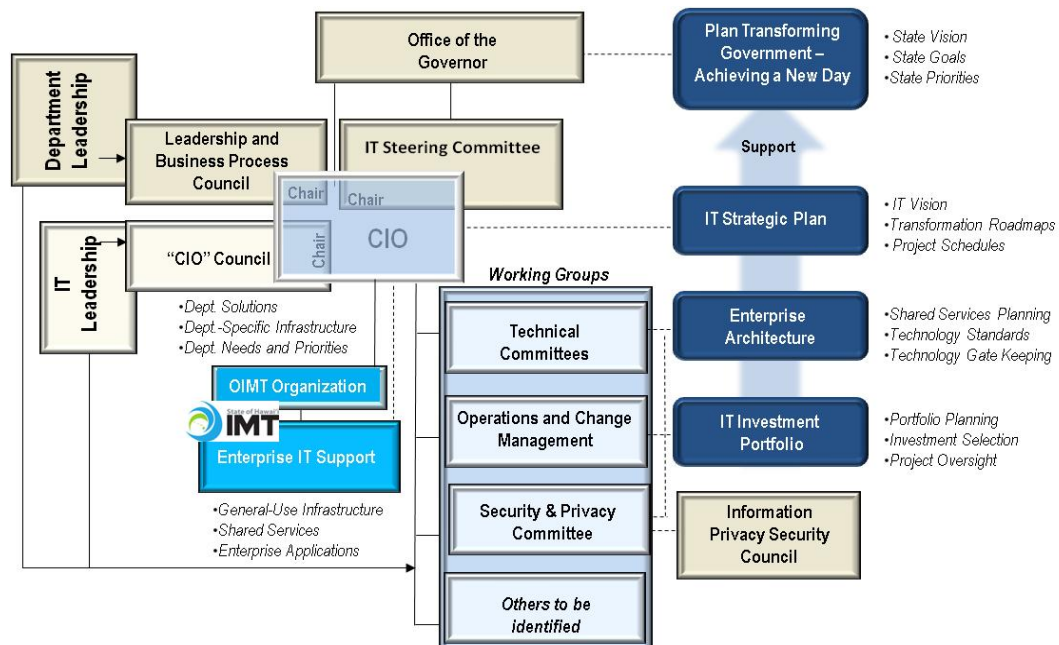 Office of the
Governor
Plan Transforming
Government –
Achieving a New Day
•State Vision
•State Goals
•State Priorities
Department
Leadership
Leadership and
Business Process
Council
IT Steering Committee
Support
Chair
Chair
Chair
CIO
IT Strategic Plan
•IT Vision
•Transformation Roadmaps
•Project Schedules
IT
Leadership
“CIO” Council
•Dept. Solutions
•Dept.-Specific Infrastructure
•Dept. Needs and Priorities
Working Groups
Technical
Committees
Enterprise
Architecture
•Shared Services Planning
•Technology Standards
•Technology Gate Keeping
OIMT Organization
State of Hawai'i
IMT
Enterprise IT Support
•General-Use Infrastructure
•Shared Services
•Enterprise Applications
Operations and Change
Management
IT Investment
Portfolio
•Portfolio Planning
•Investment Selection
•Project Oversight
Security & Privacy
Committee
Information
Privacy Security
Council
Others to be
identified